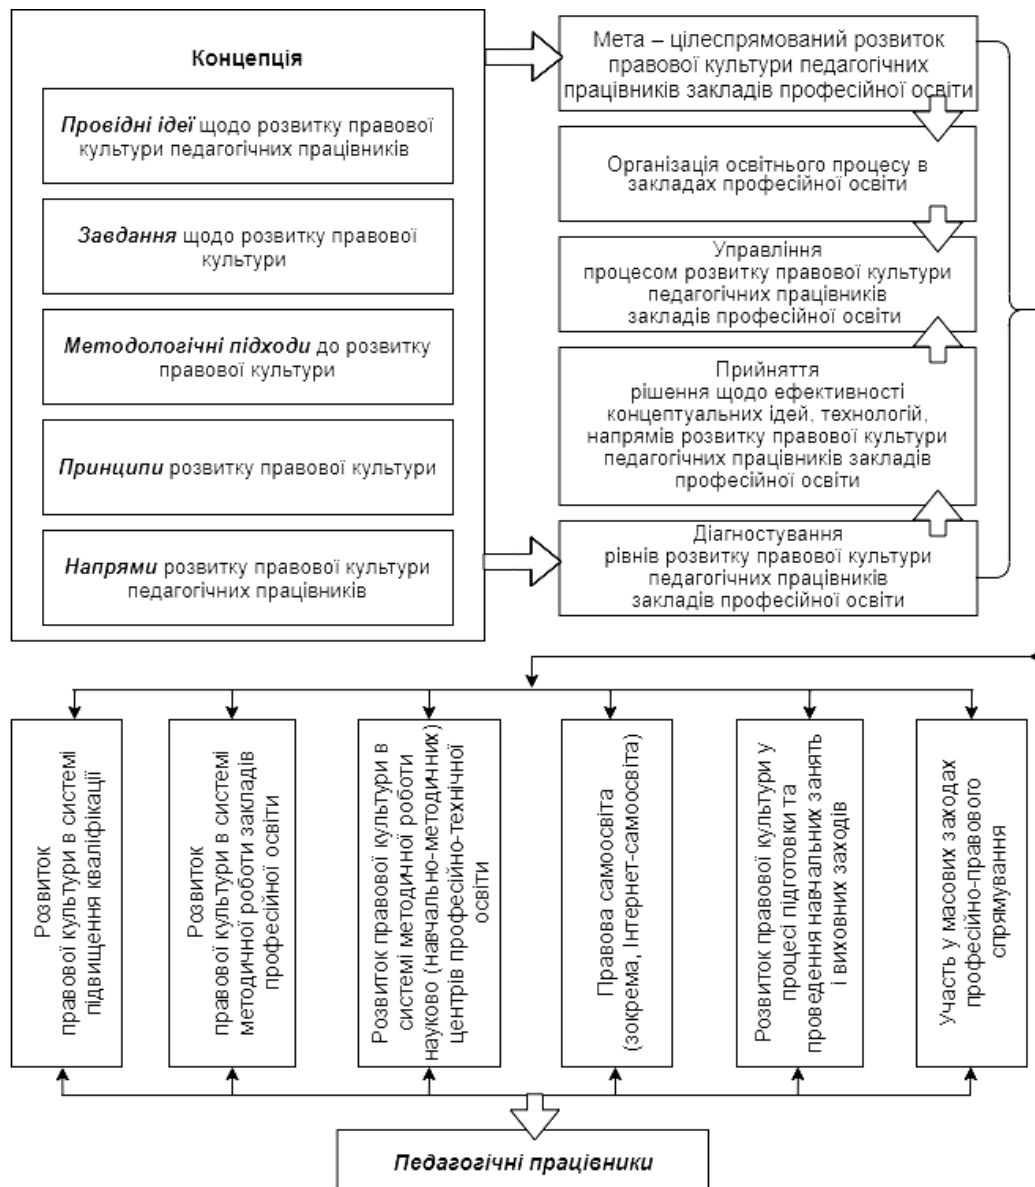 Концепція
Провідні ідеї щодо розвитку правової
культури педагогічних працівників
Завдання щодо розвитку правової
культури
Методологічні підходи до розвитку
правової культури
Принципи розвитку правової культури
Напрями розвитку правової культури
педагогічних працівників
Мета – цілеспрямований розвиток
правової культури педагогічних
працівників закладів професійної освіти
Організація освітнього процесу в
закладах професійної освіти
Управління
процесом розвитку правової культури
педагогічних працівників
закладів професійної освіти
Прийняття
рішення щодо ефективності
концептуальних ідей, технологій,
напрямів розвитку правової культури
педагогічних працівників закладів
професійної освіти
Діагностування
рівнів розвитку правової культури
педагогічних працівників
закладів професійної освіти
Розвиток
правової культури в системі
підвищення кваліфікації
Розвиток
правової культури в системі
методичної роботи закладів
професійної освіти
Розвиток правової культури в
системі методичної роботи
науково (навчально-методичних)
центрів професійно-технічної
освіти
Правова самоосвіта
(зокрема, Інтернет-самоосвіта)
Розвиток правової культури у
процесі підготовки та
проведення навчальних занять
і виховних заходів
Участь у масових заходах
професійно-правового
спрямування
Педагогічні працівники